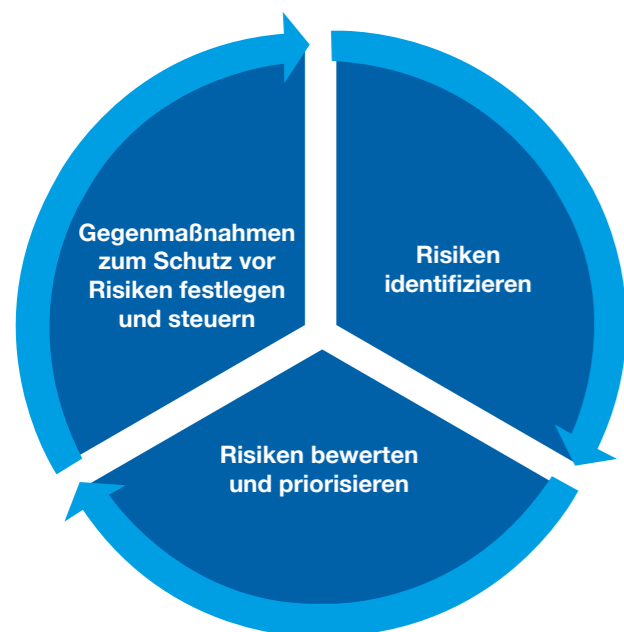 Gegenmaßnahmen
zum Schutz vor
Risiken festlegen
und steuern
Risiken
identifizieren
Risiken bewerten
und priorisieren